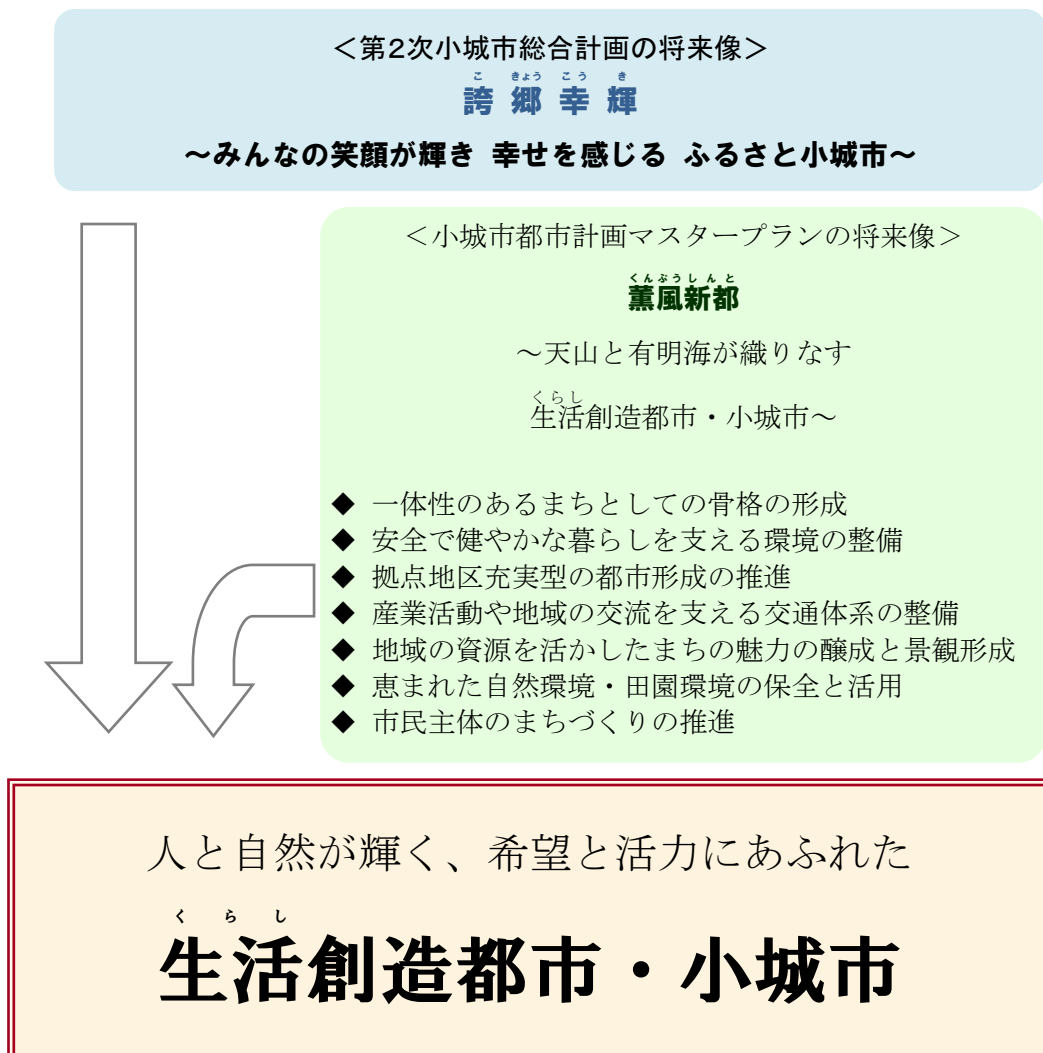 ＜第2次小城市総合計画の将来像＞
こ きょう こう き
誇 郷 幸 輝
～みんなの笑顔が輝き 幸せを感じる ふるさと小城市～
＜小城市都市計画マスタープランの将来像＞
くんぷうしんと
薫風新都
～天山と有明海が織りなす
くらし
生活創造都市・小城市～
◆ 一体性のあるまちとしての骨格の形成
◆ 安全で健やかな暮らしを支える環境の整備
◆ 拠点地区充実型の都市形成の推進
◆ 産業活動や地域の交流を支える交通体系の整備
◆ 地域の資源を活かしたまちの魅力の醸成と景観形成
◆ 恵まれた自然環境・田園環境の保全と活用
◆ 市民主体のまちづくりの推進
人と自然が輝く、希望と活力にあふれた
くらし
生活創造都市・小城市